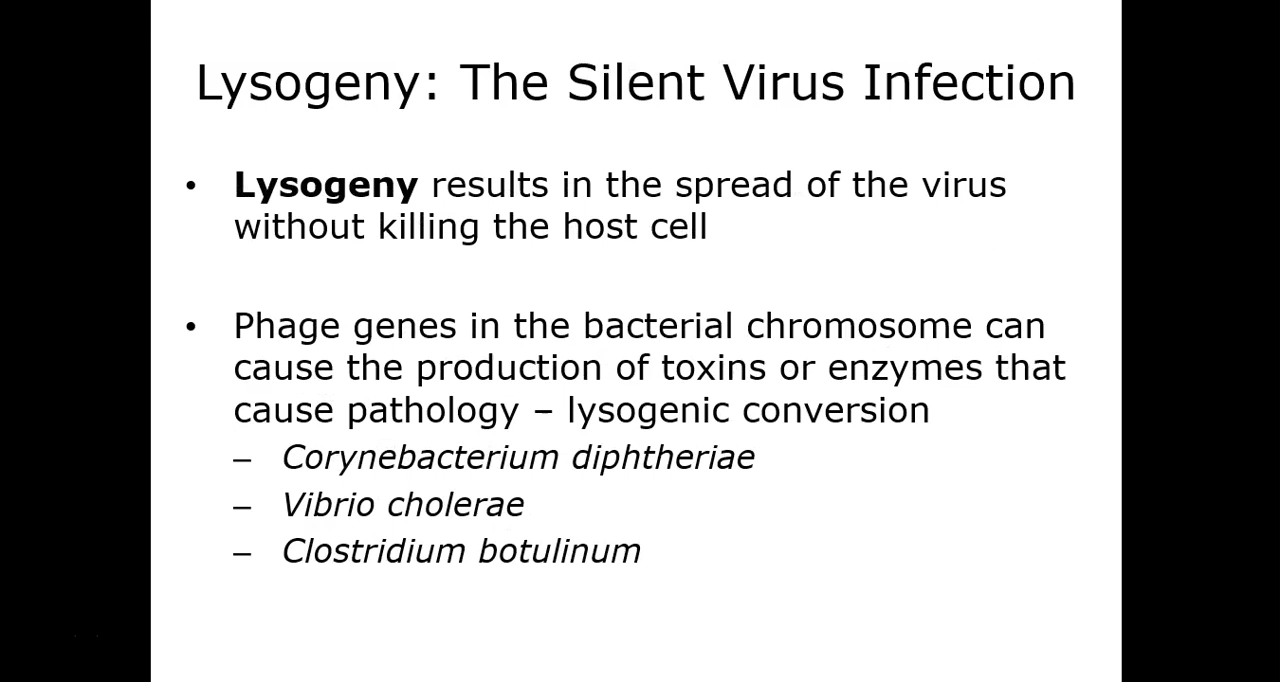 Lysogeny: The Silent Virus Infection
• Lysogeny results in the spread of the virus
without killing the host cell
• Phage genes in the bacterial chromosome can
cause the production of toxins or enzymes that
cause pathology – lysogenic conversion
– Corynebacterium diphtheriae
– Vibrio cholerae
– Clostridium botulinum